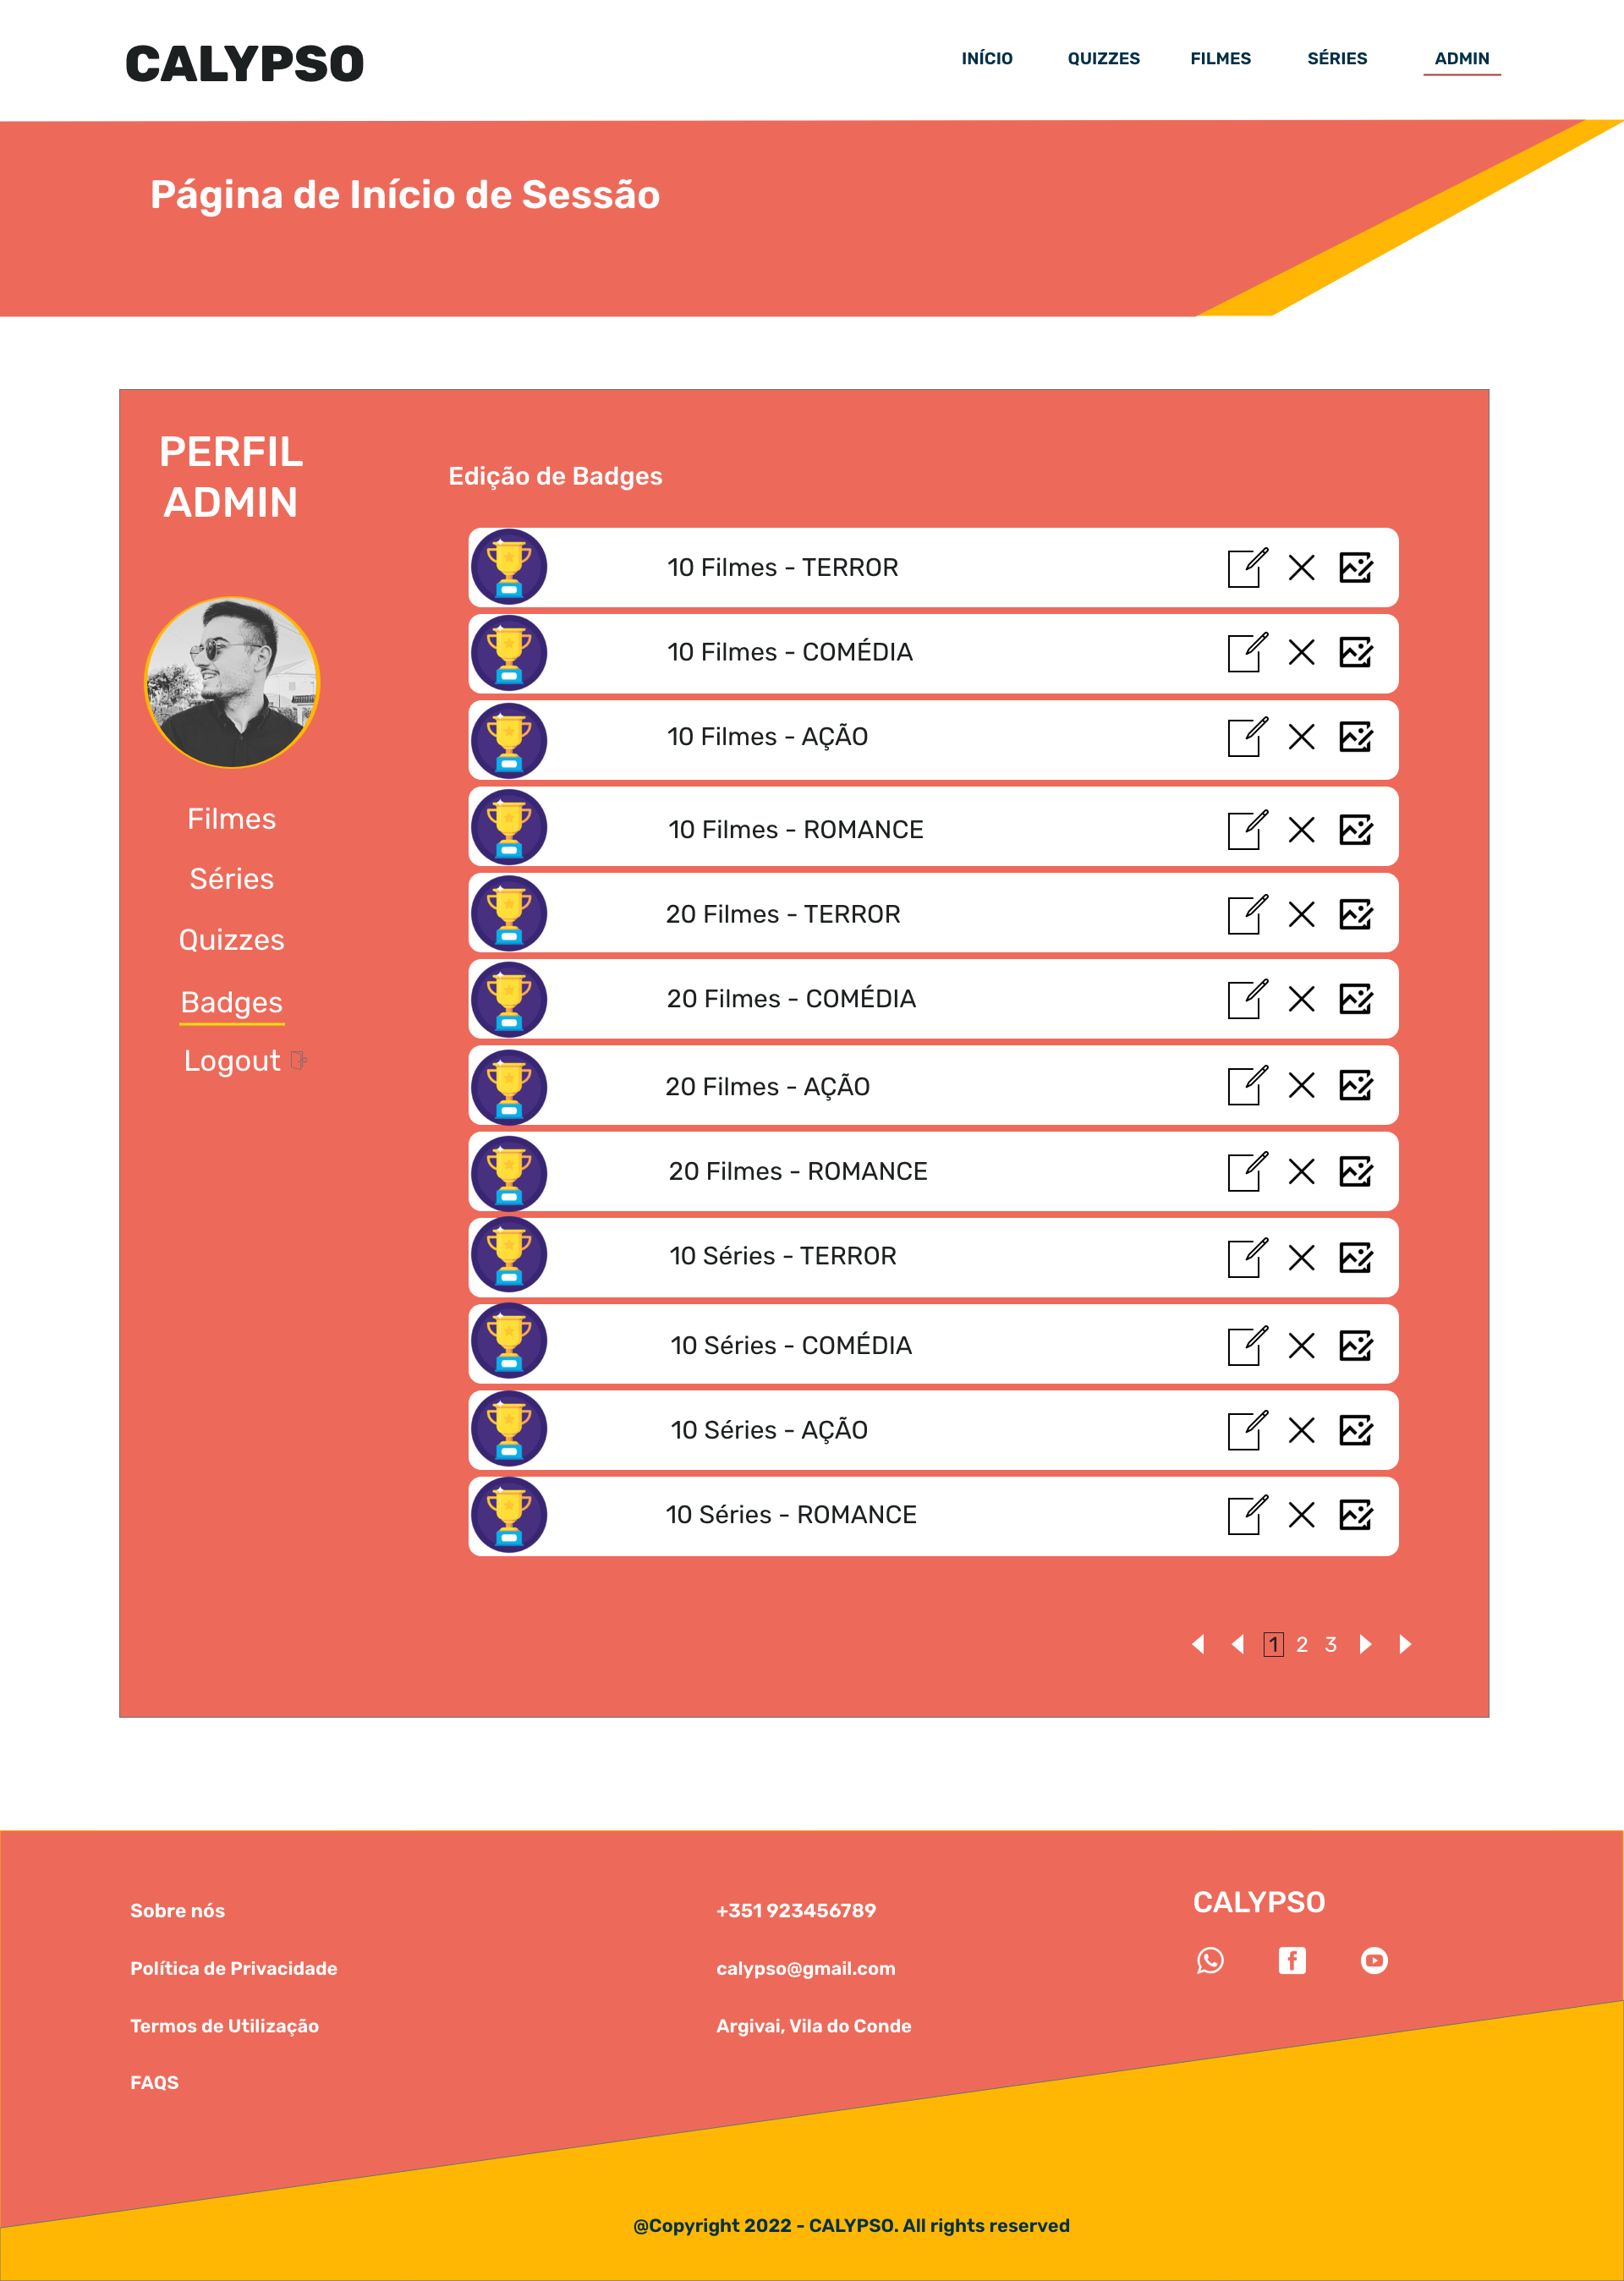 CALYPSO
INÍCIO QUIZZES FILMES SÉRIES ADMIN
Página de Início de Sessão
PERFIL
ADMIN
Filmes
Séries
Quizzes
Badges
Logout
Edição de Badges
10 Filmes - TERROR
10 Filmes - COMÉDIA
10 Filmes - AÇÃO
10 Filmes - ROMANCE
20 Filmes - TERROR
20 Filmes - COMÉDIA
20 Filmes - AÇÃO
20 Filmes - ROMANCE
10 Séries - TERROR
10 Séries - COMÉDIA
10 Séries - AÇÃO
10 Séries - ROMANCE
1 2 3
Sobre nós
Política de Privacidade
Termos de Utilização
FAQS
+351 923456789
calypso@gmail.com
Argivai, Vila do Conde
CALYPSO
@Copyright 2022 - CALYPSO. All rights reserved